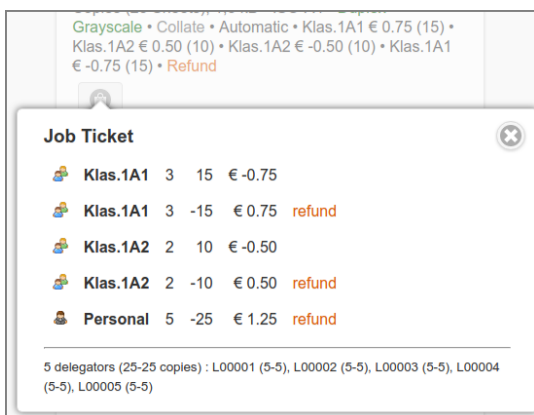 Grayscale • Collate • Automatic • Klas.1A1 € 0.75 (15) •
Klas.1A2 € 0.50 (10) • Klas.1A2 € -0.50 (10) • Klas.1A1
€ -0.75 (15) • Refund
Job Ticket
Klas.1A1 3 15 € -0.75
Klas.1A1 3 -15 € 0.75 refund
Klas.1A2 2 10 € -0.50
Klas.1A2 2 -10 € 0.50 refund
Personal 5 -25 € 1.25 refund
5 delegators (25-25 copies) : L00001 (5-5), L00002 (5-5), L00003 (5-5), L00004
(5-5), L00005 (5-5)